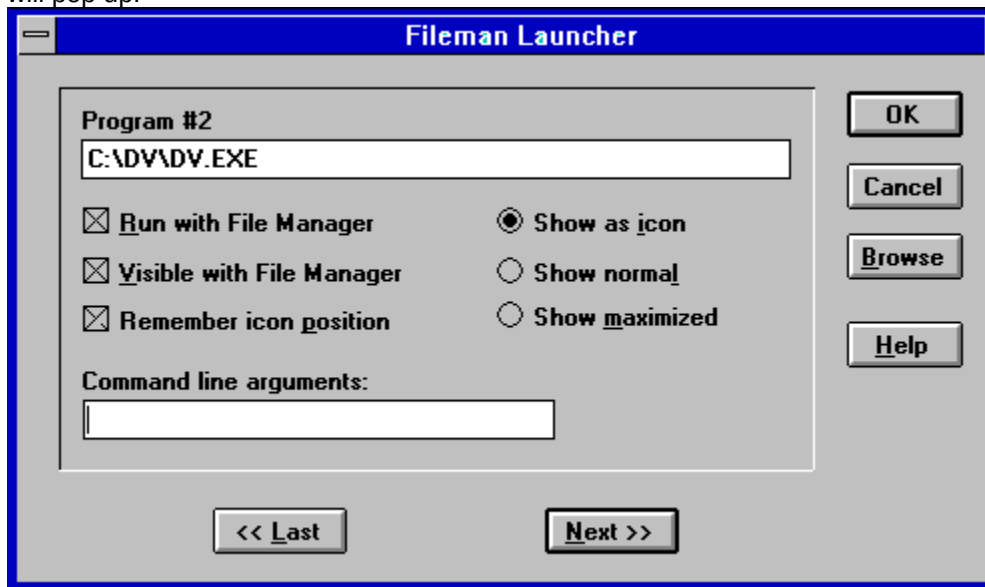 will pop up.
Fileman Launcher
Program #2
C:\DV\DV.EXE
Run with File Manager
Visible with File Manager
Remember icon position
Show as icon
Show normal
Show maximized
Command line arguments:
OK
Cancel
Browse
Help
<< Last
Next >>